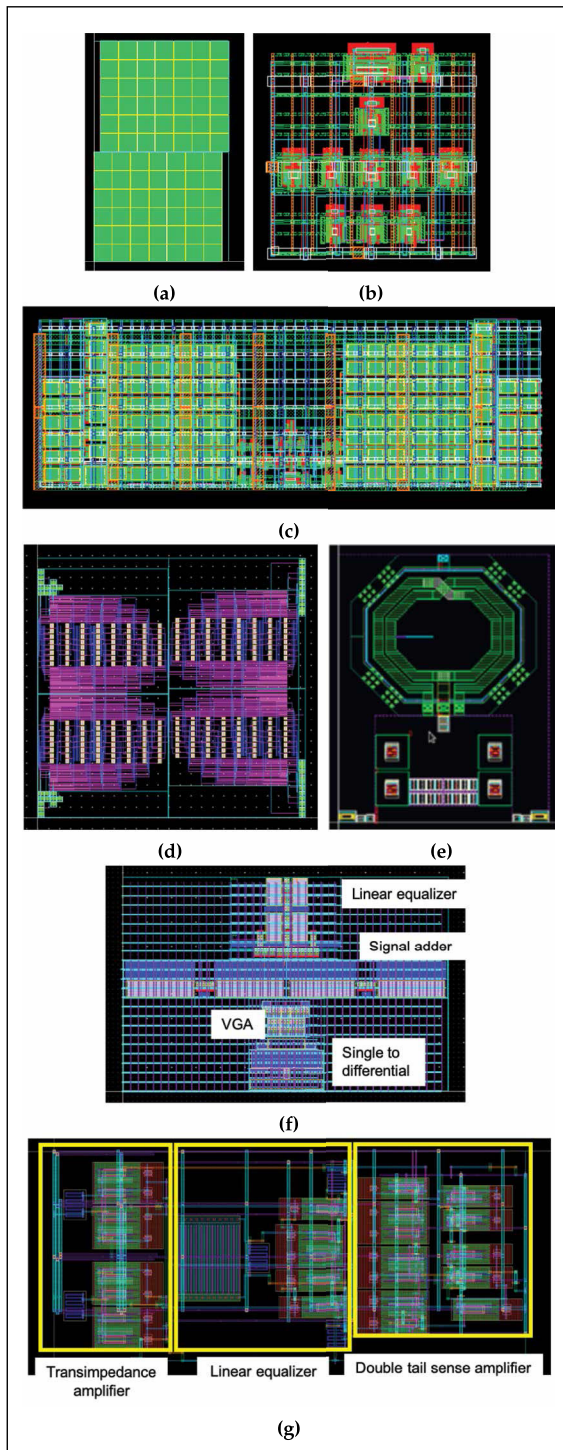 (a)
(b)
(c)
(d)
(e)
Linear equalizer
Signal adder
VGA
Single to
differential
(f)
Transimpedance
amplifier
Linear equalizer
Double tail sense amplifier
(g)